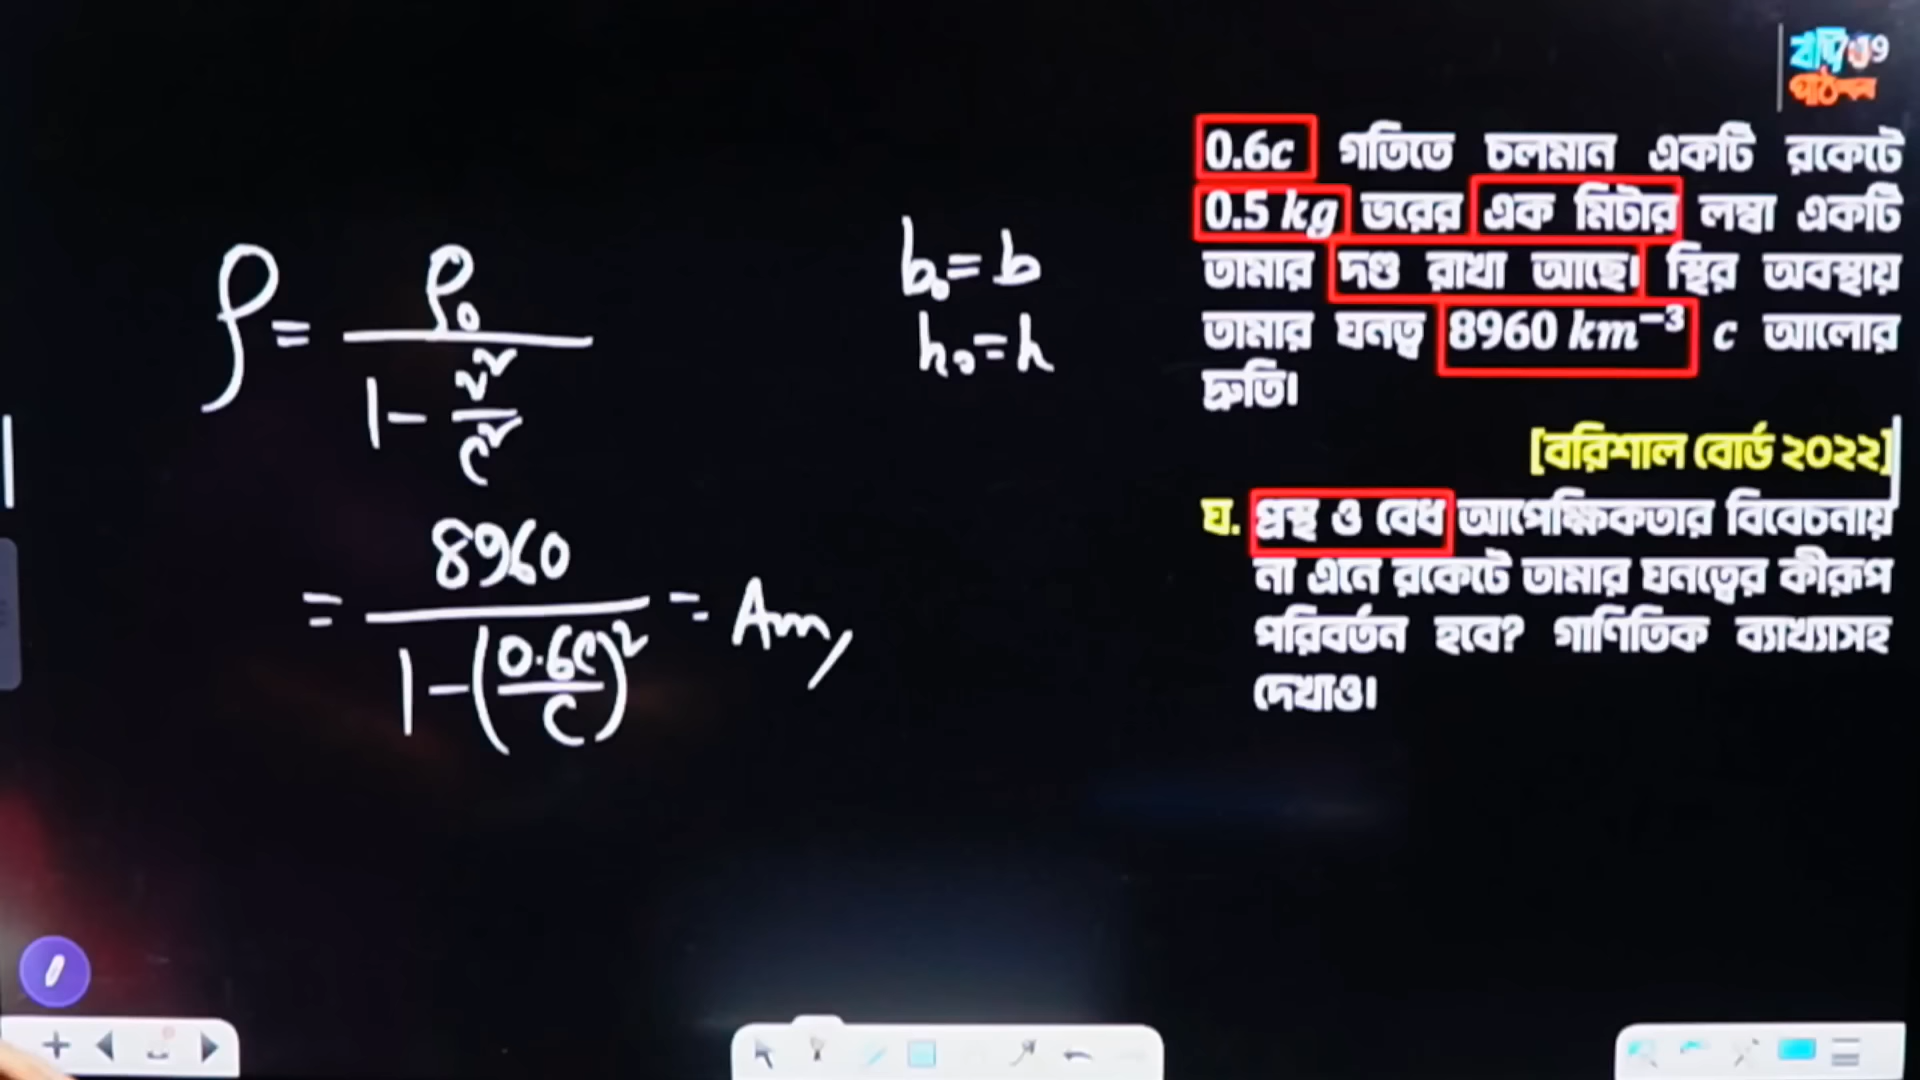 0.6c গতিতে চলমান একটি রকেটে
0.5 kg ভরের এক মিটার লম্বা একটি
তামার দণ্ড রাখা আছে। স্থির অবস্থায়
তামার ঘনত্ব 8960 km⁻³ c আলোর
দ্রুতি।
[বরিশাল বোর্ড ২০২২]
ঘ. প্রস্থ ও বেধ আপেক্ষিকতার বিবেচনায়
না এনে রকেটে তামার ঘনত্বের কীরূপ
পরিবর্তন হবে? গাণিতিক ব্যাখ্যাসহ
দেখাও।
ρ = ρ₀ / (1 - v²/c²)
= 8960 / (1 - (0.6c/c)²) =
b₀ = b
h₀ = h